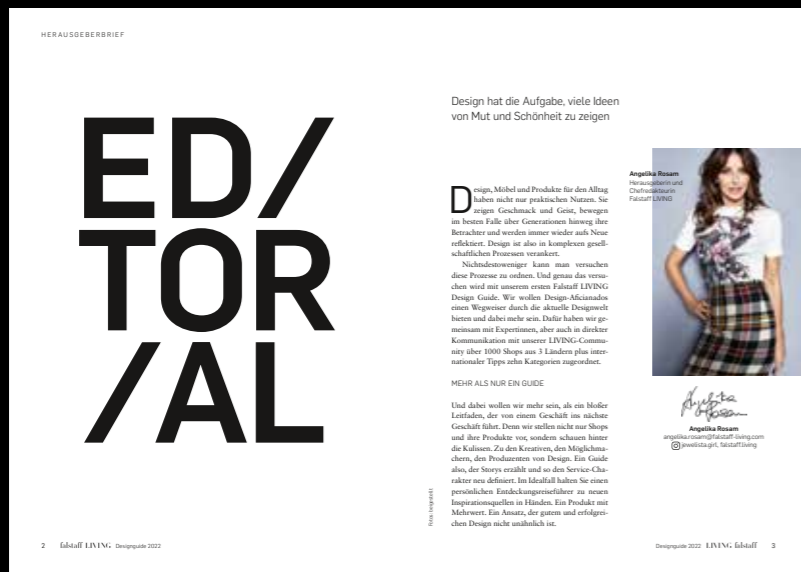 HERAUSGEBERBRIEF
ED/
TOR
/AL
Design hat die Aufgabe, viele Ideen
von Mut und Schönheit zu zeigen
Design, Möbel und Produkte für den Alltag
haben nicht nur praktischen Nutzen. Sie
zeigen Geschmack und Geist, bewegen
im besten Falle über Generationen hinweg ihre
Betrachter und werden immer wieder aufs Neue
reflektiert. Design ist also in komplexen gesell-
schaftlichen Prozessen verankert.
Nichtsdestoweniger kann man versuchen
diese Prozesse zu ordnen. Und genau das versu-
chen wird mit unserem ersten Falstaff LIVING
Design Guide. Wir wollen Design-Aficianados
einen Wegweiser durch die aktuelle Designwelt
bieten und dabei mehr sein. Dafür haben wir ge-
meinsam mit Expertinnen, aber auch in direkter
Kommunikation mit unserer LIVING-Commu-
nity über 1000 Shops aus 3 Ländern plus inter-
nationaler Tipps zehn Kategorien zugeordnet.
MEHR ALS NUR EIN GUIDE
Und dabei wollen wir mehr sein, als ein bloßer
Leitfaden, der von einem Geschäft ins nächste
Geschäft führt. Denn wir stellen nicht nur Shops
und ihre Produkte vor, sondern schauen hinter
die Kulissen. Zu den Kreativen, den Möglichma-
chern, den Produzenten von Design. Ein Guide
also, der Storys erzählt und so den Service-Cha-
rakter neu definiert. Im Idealfall halten Sie einen
persönlichen Entdeckungsreiseführer zu neuen
Inspirationsquellen in Händen. Ein Produkt mit
Mehrwert. Ein Ansatz, der gutem und erfolgrei-
chen Design nicht unähnlich ist.
Angelika Rosam
Herausgeberin und
Chefredakteurin
Falstaff LIVING
Angelika
Rosam
Angelika Rosam
angelika.rosam@falstaff-living.com
jewelista.girl, falstaff.living
Foto: beigestellt
2 falstaff LIVING Designguide 2022
Designguide 2022 LIVING falstaff 3